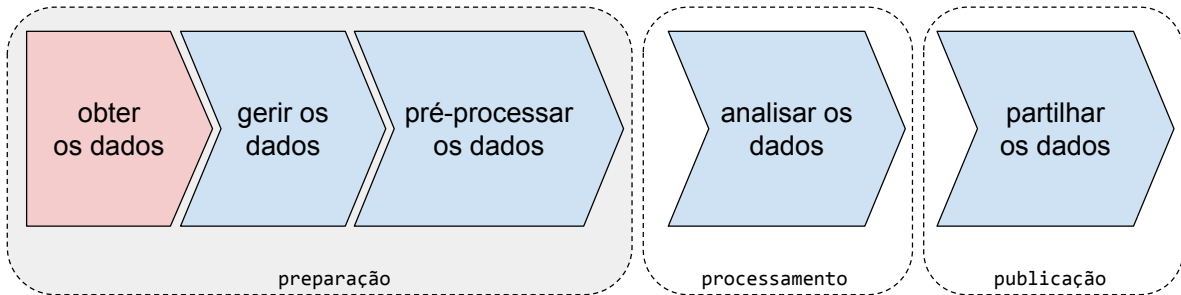 obter
os dados
gerir os
dados
pré-processar
os dados
analisar os
dados
partilhar
os dados
preparação
processamento
publicação